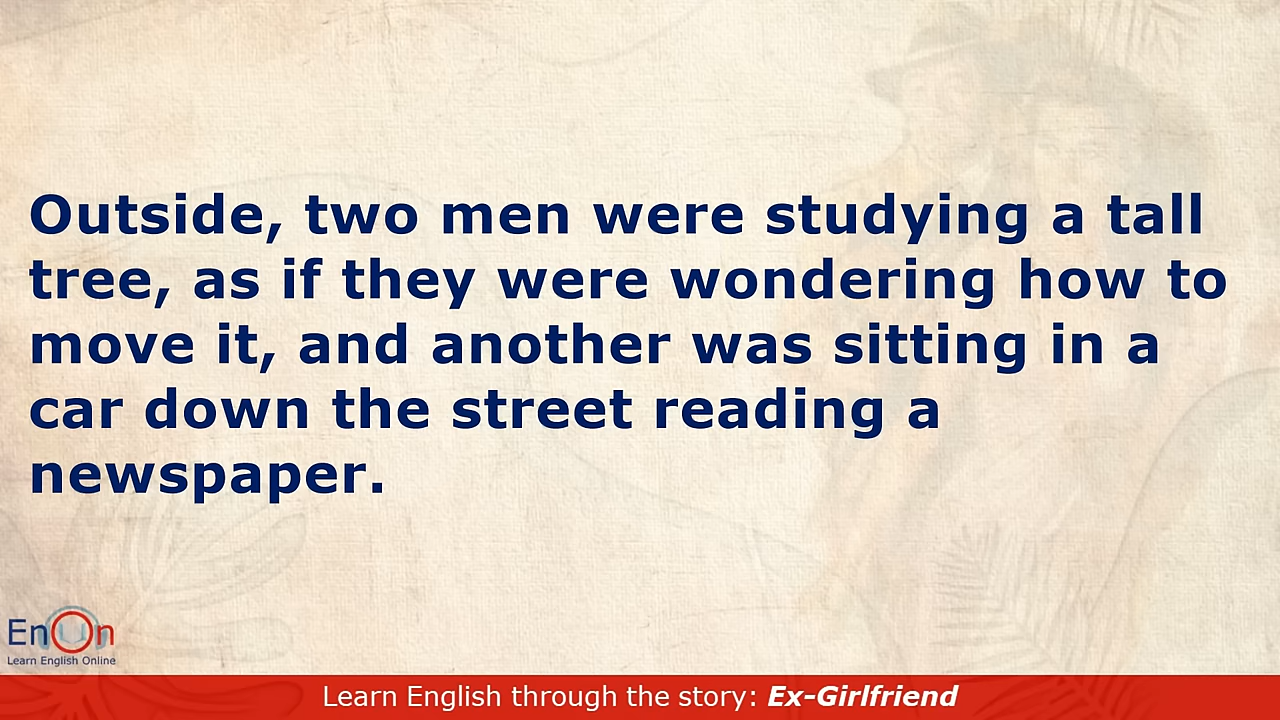 Outside, two men were studying a tall
tree, as if they were wondering how to
move it, and another was sitting in a
car down the street reading a
newspaper.
EnOn
Learn English Online
Learn English through the story: Ex-Girlfriend